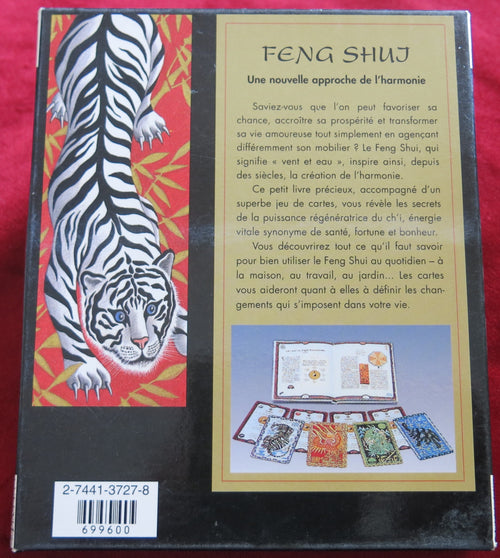 FENG SHUI
Une nouvelle approche de l'harmonie
Saviez-vous que l'on peut favoriser sa
chance, accroître sa prospérité et transformer
sa vie amoureuse tout simplement en agençant
différemment son mobilier ? Le Feng Shui, qui
signifie « vent et eau », inspire ainsi, depuis
des siècles, la création de l'harmonie.
Ce petit livre précieux, accompagné d'un
superbe jeu de cartes, vous révèle les secrets
de la puissance régénératrice du ch'i, énergie
vitale synonyme de santé, fortune et bonheur.
Vous découvrirez tout ce qu'il faut savoir
pour bien utiliser le Feng Shui au quotidien – à
la maison, au travail, au jardin... Les cartes
vous aideront quant à elles à définir les chan-
gements qui s'imposent dans votre vie.
2-7441-3727-8
699600